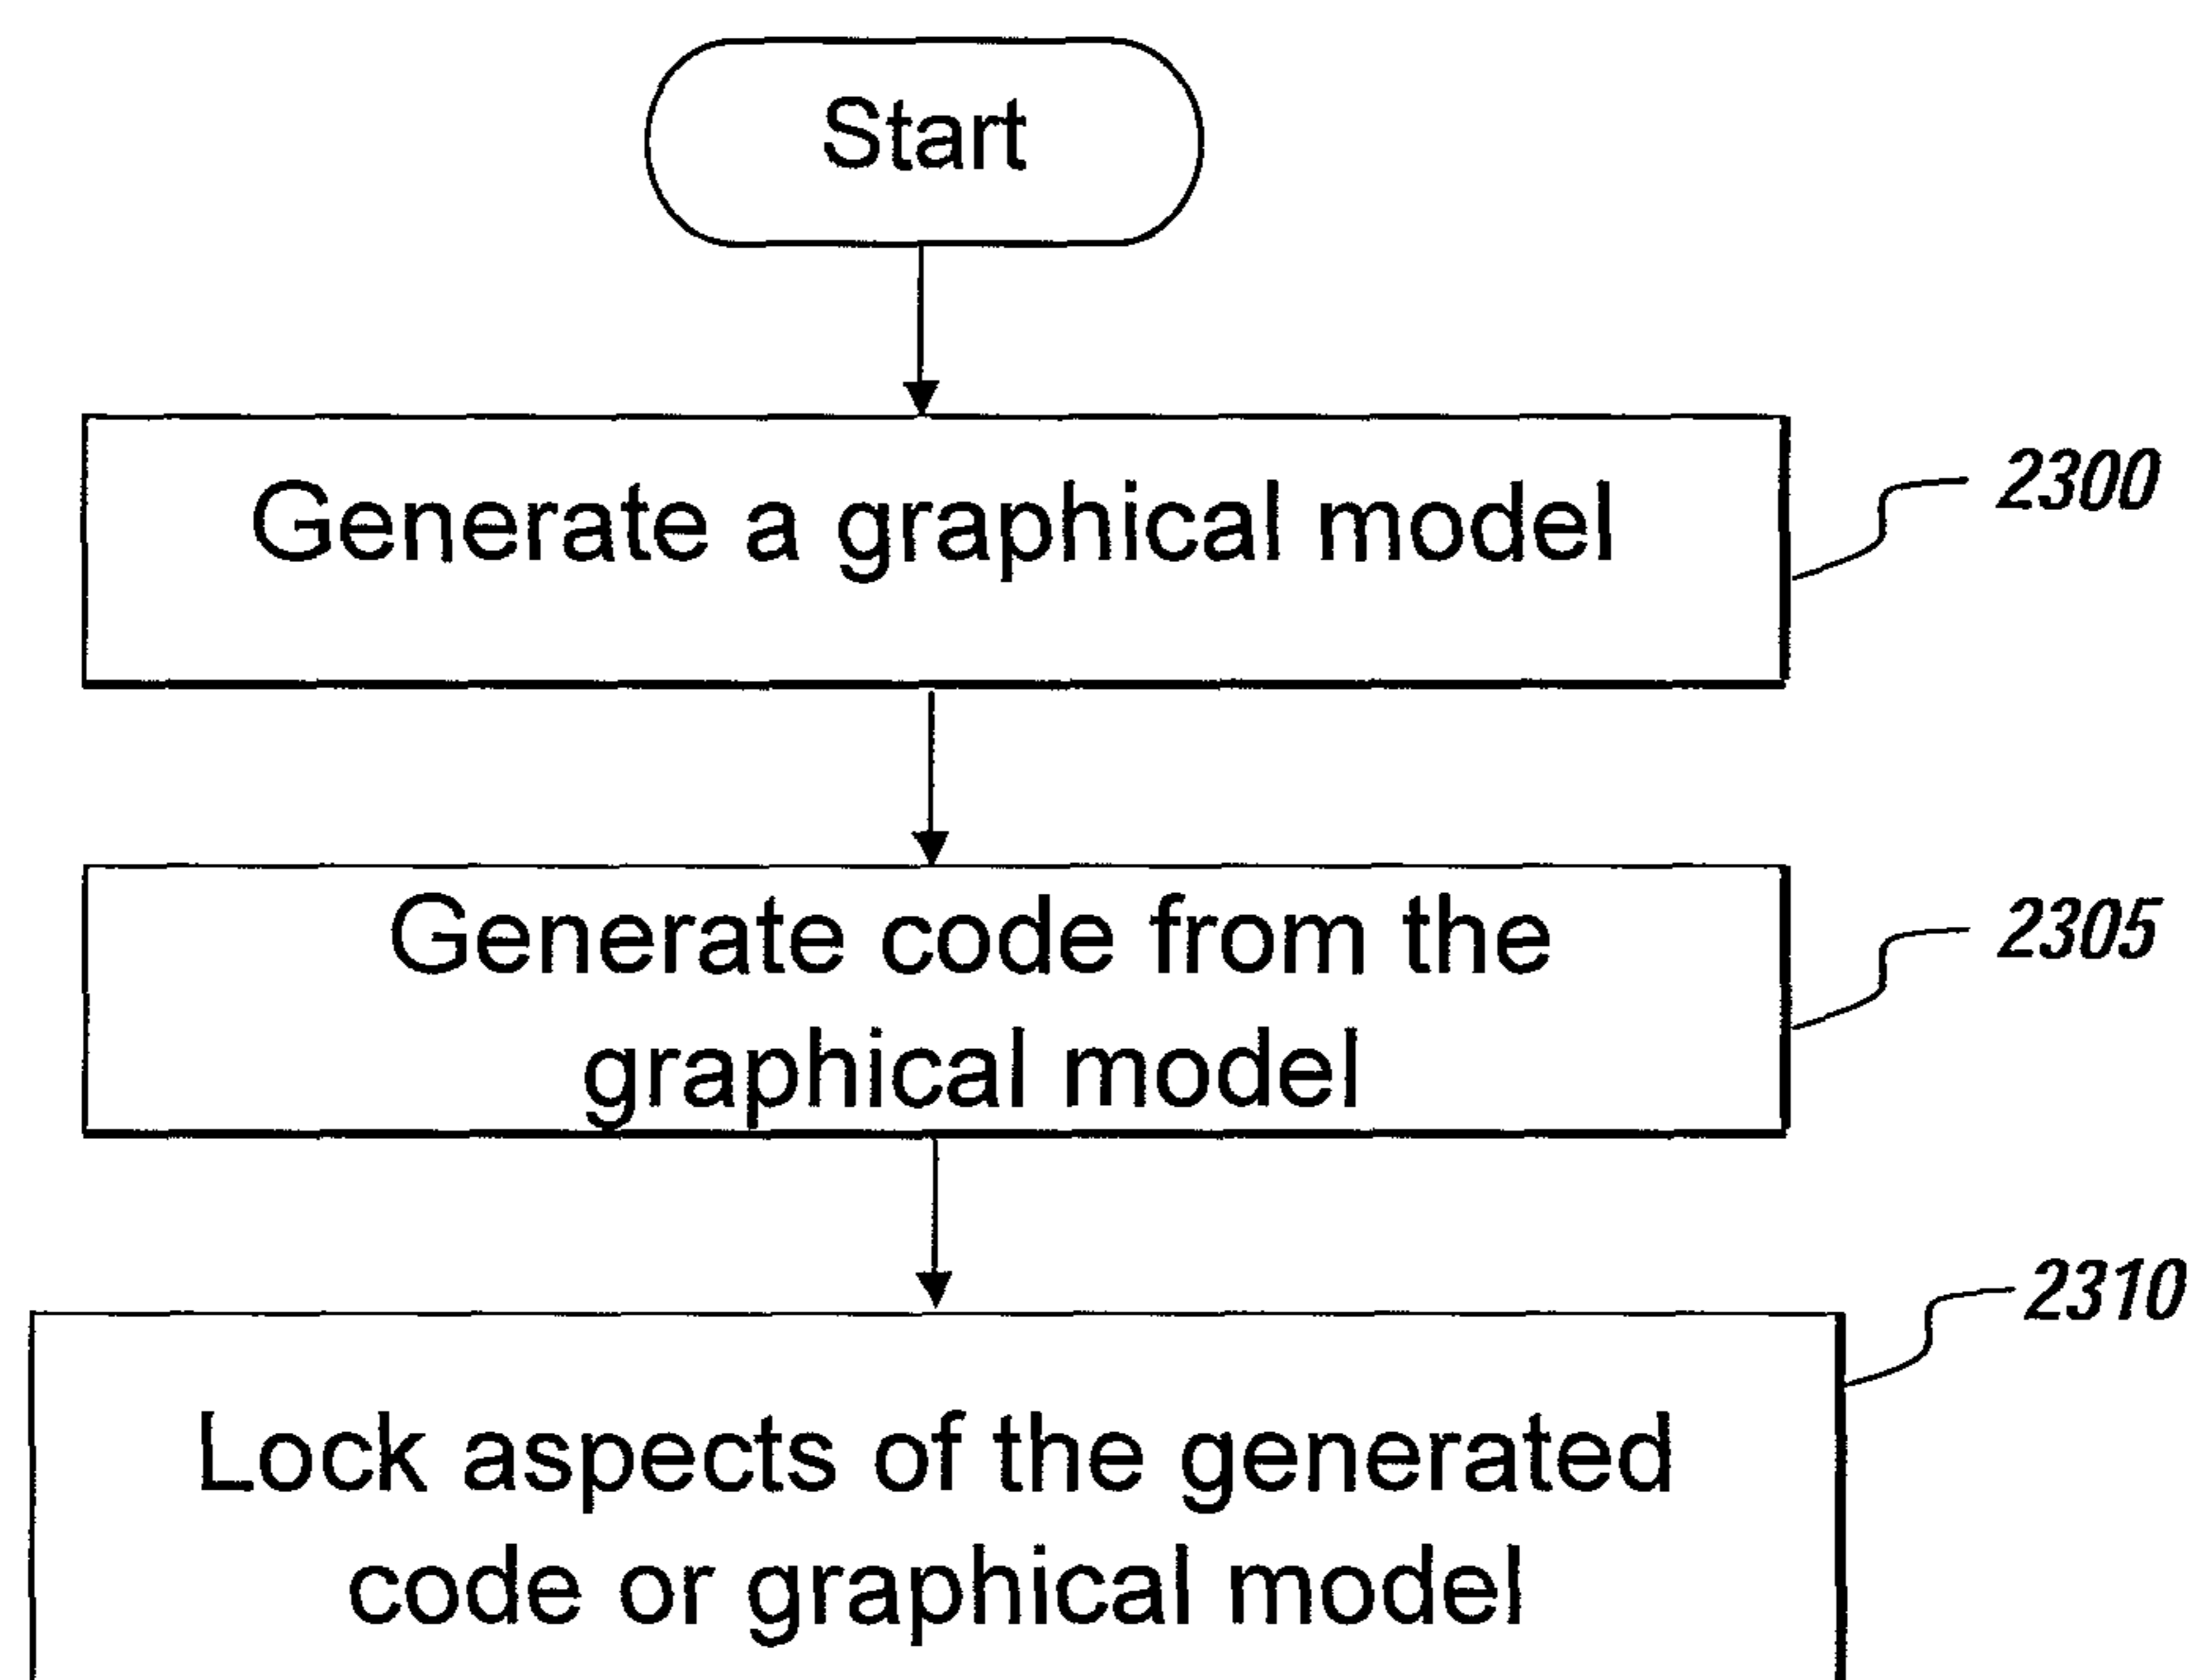 Start
Generate a graphical model
2300
Generate code from the
graphical model
2305
2310
Lock aspects of the generated
code or graphical model